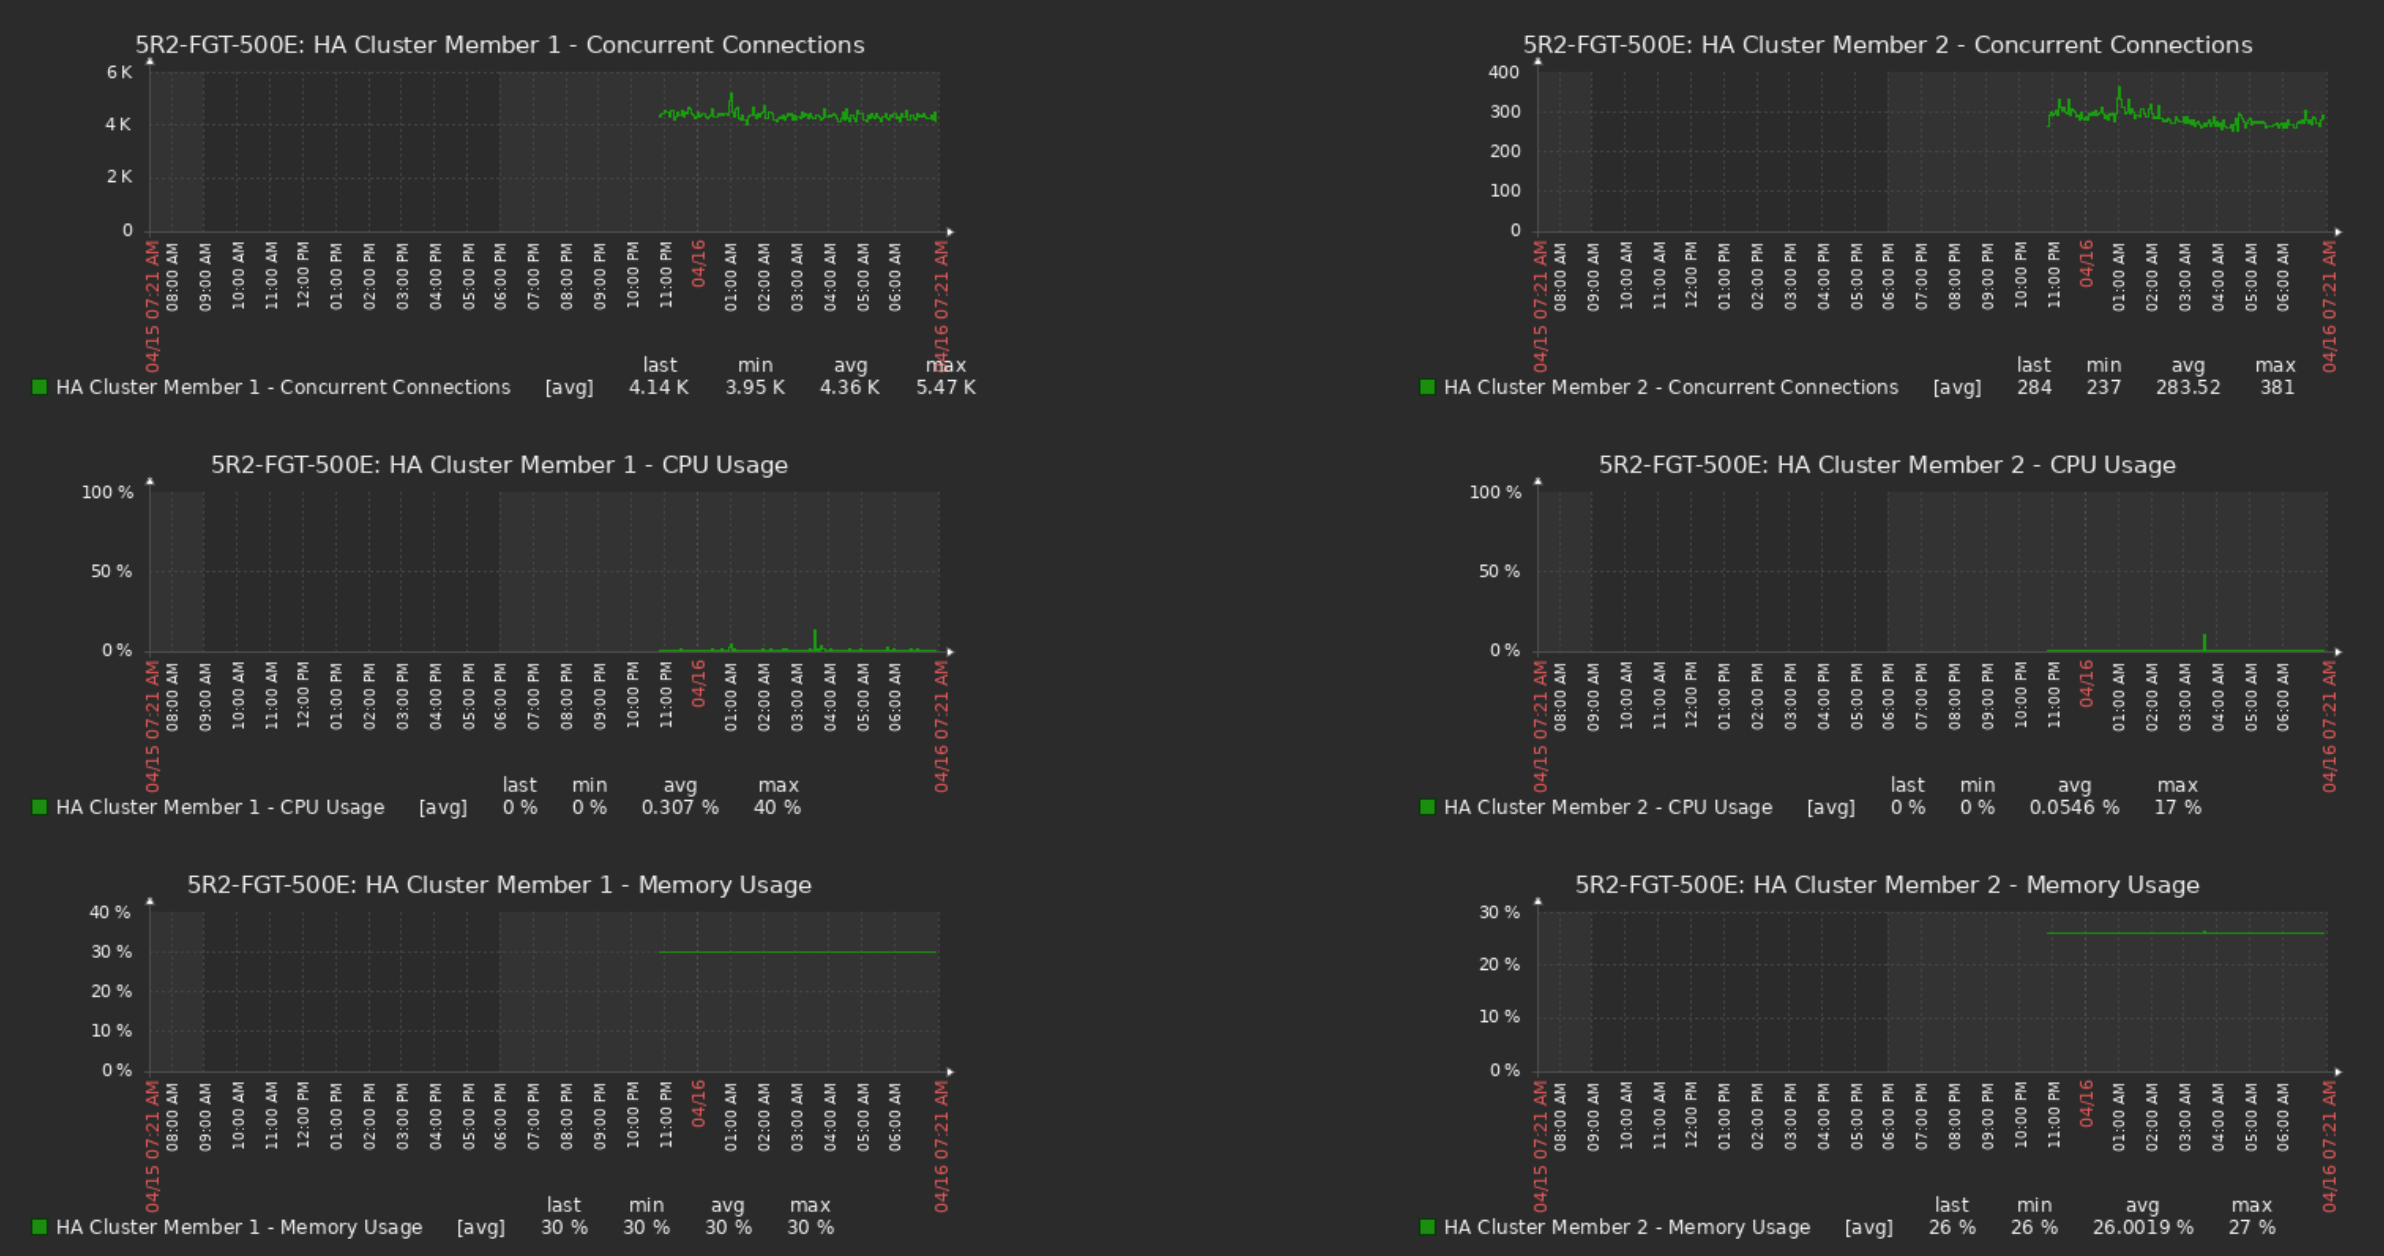 5R2-FGT-500E: HA Cluster Member 1 - Concurrent Connections
6 K
4 K
2 K
0
04/15 07:21 AM
08:00 AM
09:00 AM
10:00 AM
11:00 AM
12:00 PM
01:00 PM
02:00 PM
03:00 PM
04:00 PM
05:00 PM
06:00 PM
07:00 PM
08:00 PM
09:00 PM
10:00 PM
11:00 PM
04/16
01:00 AM
02:00 AM
03:00 AM
04:00 AM
05:00 AM
06:00 AM
04/16 07:21 AM
last min avg max
HA Cluster Member 1 - Concurrent Connections [avg] 4.14 K 3.95 K 4.36 K 5.47 K
5R2-FGT-500E: HA Cluster Member 2 - Concurrent Connections
400
300
200
100
0
04/15 07:21 AM
08:00 AM
09:00 AM
10:00 AM
11:00 AM
12:00 PM
01:00 PM
02:00 PM
03:00 PM
04:00 PM
05:00 PM
06:00 PM
07:00 PM
08:00 PM
09:00 PM
10:00 PM
11:00 PM
04/16
01:00 AM
02:00 AM
03:00 AM
04:00 AM
05:00 AM
06:00 AM
04/16 07:21 AM
last min avg max
HA Cluster Member 2 - Concurrent Connections [avg] 284 237 283.52 381
5R2-FGT-500E: HA Cluster Member 1 - CPU Usage
100 %
50 %
0 %
04/15 07:21 AM
08:00 AM
09:00 AM
10:00 AM
11:00 AM
12:00 PM
01:00 PM
02:00 PM
03:00 PM
04:00 PM
05:00 PM
06:00 PM
07:00 PM
08:00 PM
09:00 PM
10:00 PM
11:00 PM
04/16
01:00 AM
02:00 AM
03:00 AM
04:00 AM
05:00 AM
06:00 AM
04/16 07:21 AM
last min avg max
HA Cluster Member 1 - CPU Usage [avg] 0 % 0 % 0.307 % 40 %
5R2-FGT-500E: HA Cluster Member 2 - CPU Usage
100 %
50 %
0 %
04/15 07:21 AM
08:00 AM
09:00 AM
10:00 AM
11:00 AM
12:00 PM
01:00 PM
02:00 PM
03:00 PM
04:00 PM
05:00 PM
06:00 PM
07:00 PM
08:00 PM
09:00 PM
10:00 PM
11:00 PM
04/16
01:00 AM
02:00 AM
03:00 AM
04:00 AM
05:00 AM
06:00 AM
04/16 07:21 AM
last min avg max
HA Cluster Member 2 - CPU Usage [avg] 0 % 0 % 0.0546 % 17 %
5R2-FGT-500E: HA Cluster Member 1 - Memory Usage
40 %
30 %
20 %
10 %
0 %
04/15 07:21 AM
08:00 AM
09:00 AM
10:00 AM
11:00 AM
12:00 PM
01:00 PM
02:00 PM
03:00 PM
04:00 PM
05:00 PM
06:00 PM
07:00 PM
08:00 PM
09:00 PM
10:00 PM
11:00 PM
04/16
01:00 AM
02:00 AM
03:00 AM
04:00 AM
05:00 AM
06:00 AM
04/16 07:21 AM
last min avg max
HA Cluster Member 1 - Memory Usage [avg] 30 % 30 % 30 % 30 %
5R2-FGT-500E: HA Cluster Member 2 - Memory Usage
30 %
20 %
10 %
0 %
04/15 07:21 AM
08:00 AM
09:00 AM
10:00 AM
11:00 AM
12:00 PM
01:00 PM
02:00 PM
03:00 PM
04:00 PM
05:00 PM
06:00 PM
07:00 PM
08:00 PM
09:00 PM
10:00 PM
11:00 PM
04/16
01:00 AM
02:00 AM
03:00 AM
04:00 AM
05:00 AM
06:00 AM
04/16 07:21 AM
last min avg max
HA Cluster Member 2 - Memory Usage [avg] 26 % 26 % 26.0019 % 27 %